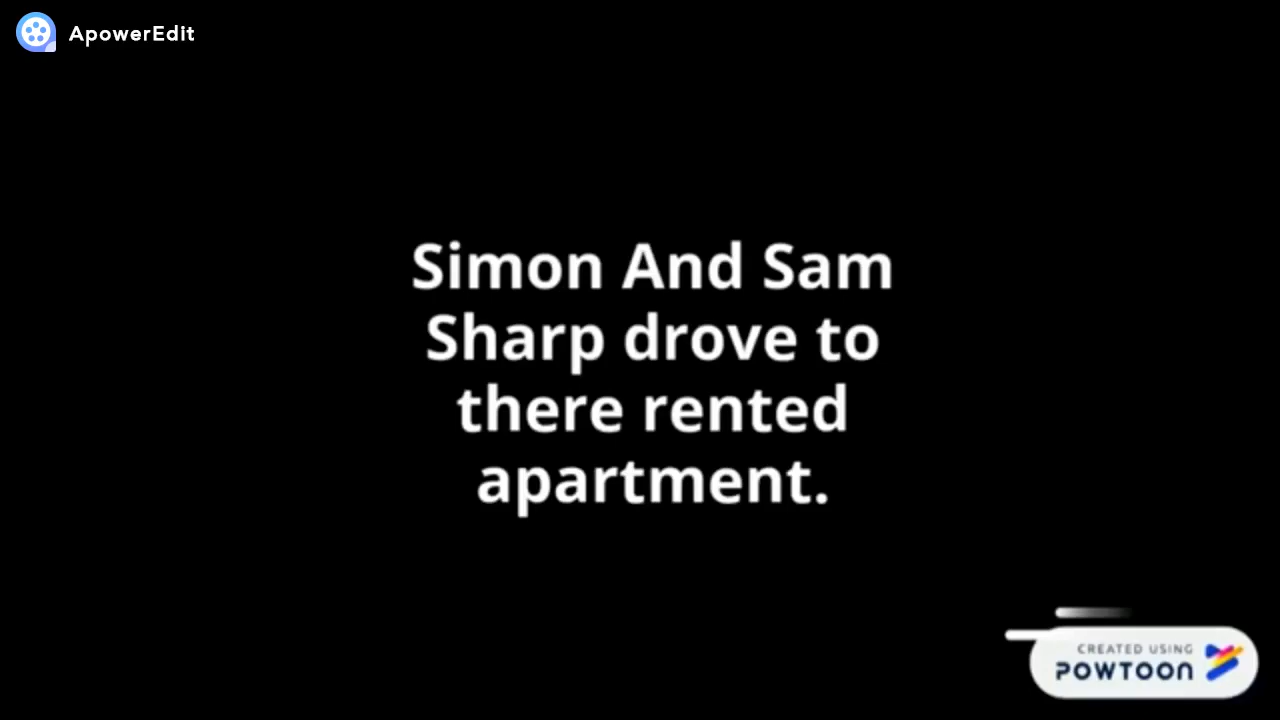 ApowerEdit
Simon And Sam
Sharp drove to
there rented
apartment.
CREATED USING
POWTOON